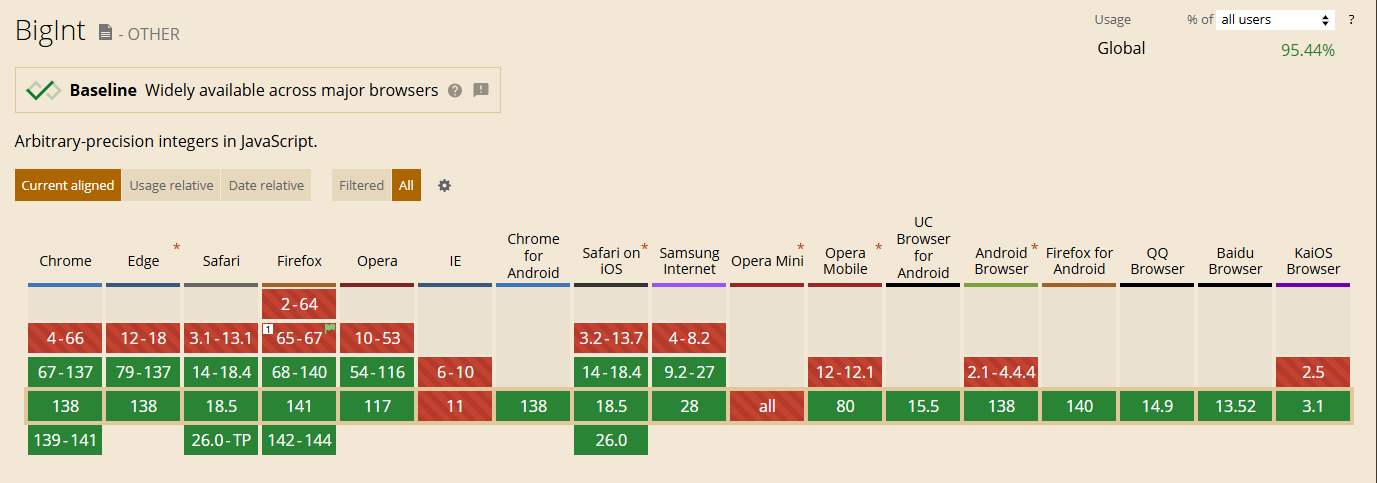 BigInt - OTHER
Usage % of all users ?
Global 95.44%
Baseline Widely available across major browsers ?
Arbitrary-precision integers in JavaScript.
Current aligned Usage relative Date relative Filtered All
Chrome Edge * Safari Firefox Opera IE Chrome for Android Safari on iOS * Samsung Internet Opera Mini * Opera Mobile * UC Browser for Android Android Browser * Firefox for Android QQ Browser Baidu Browser KaiOS Browser
2-64
4-66 12-18 3.1-13.1 1 65-67 10-53 3.2-13.7 4-8.2
67-137 79-137 14-18.4 68-140 54-116 6-10 14-18.4 9.2-27 12-12.1 2.1-4.4.4 2.5
138 138 18.5 141 117 11 138 18.5 28 all 80 15.5 138 140 14.9 13.52 3.1
139-141 26.0-TP 142-144 26.0